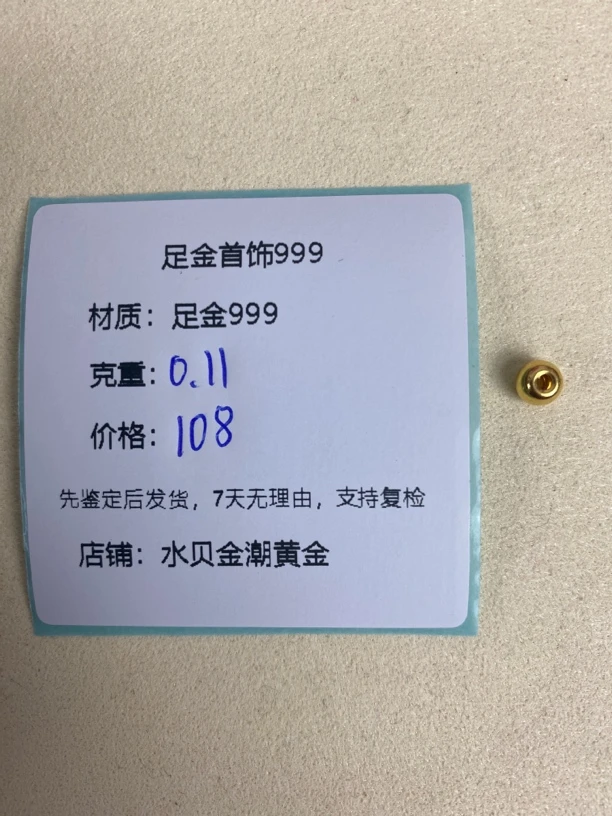 足金首饰999
材质：足金999
克重：0.11
价格：108
先鉴定后发货，7天无理由，支持复检
店铺：水贝金潮黄金